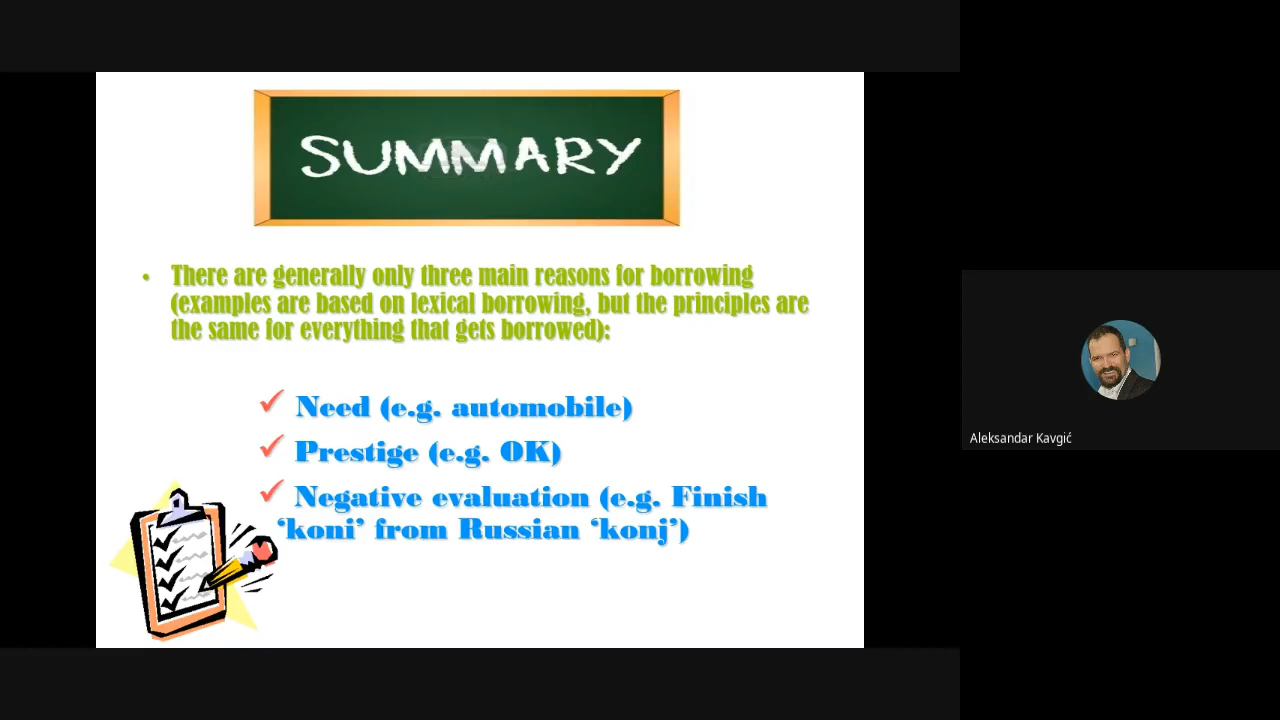 SUMMARY
• There are generally only three main reasons for borrowing
(examples are based on lexical borrowing, but the principles are
the same for everything that gets borrowed):
✓ Need (e.g. automobile)
✓ Prestige (e.g. OK)
✓ Negative evaluation (e.g. Finish
‘koni’ from Russian ‘konj’)
Aleksandar Kavgić